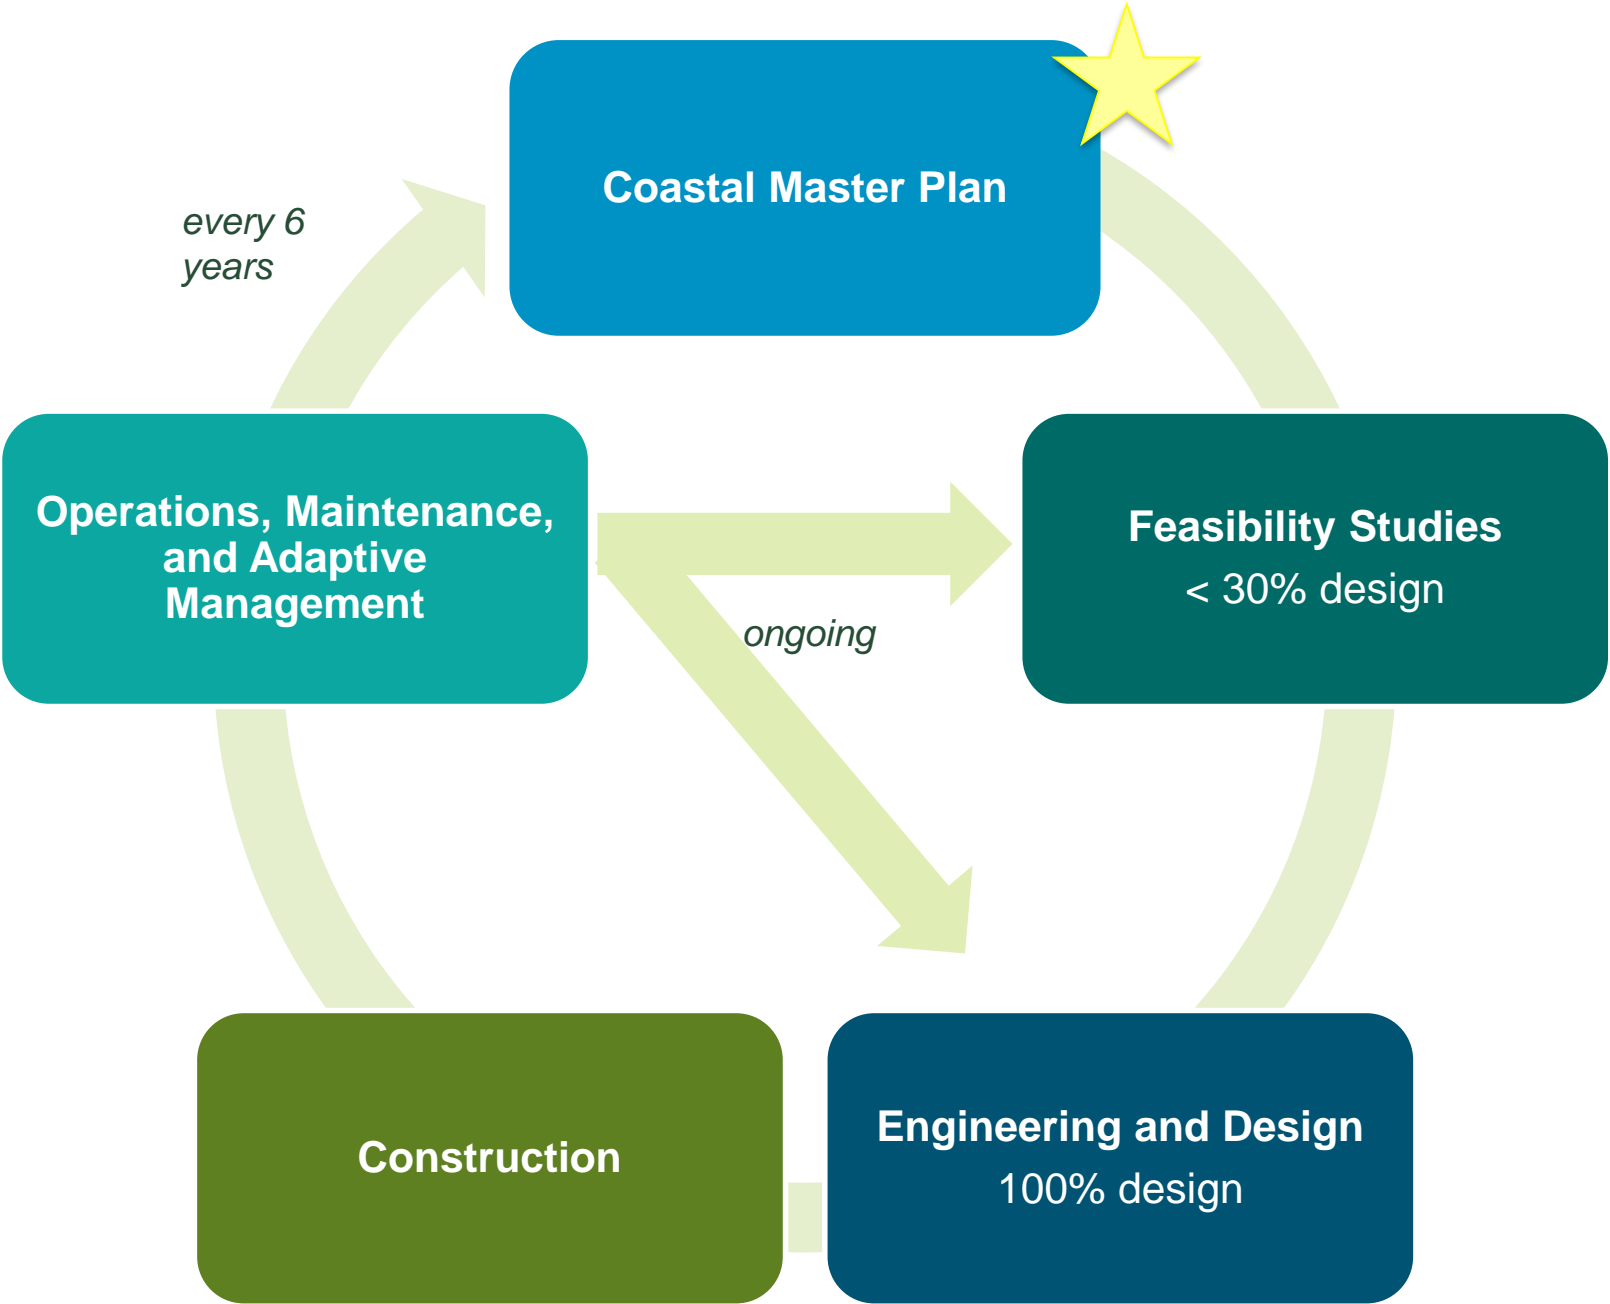 Coastal Master Plan
every 6
years
Operations, Maintenance,
and Adaptive
Management
Feasibility Studies
< 30% design
ongoing
Construction
Engineering and Design
100% design